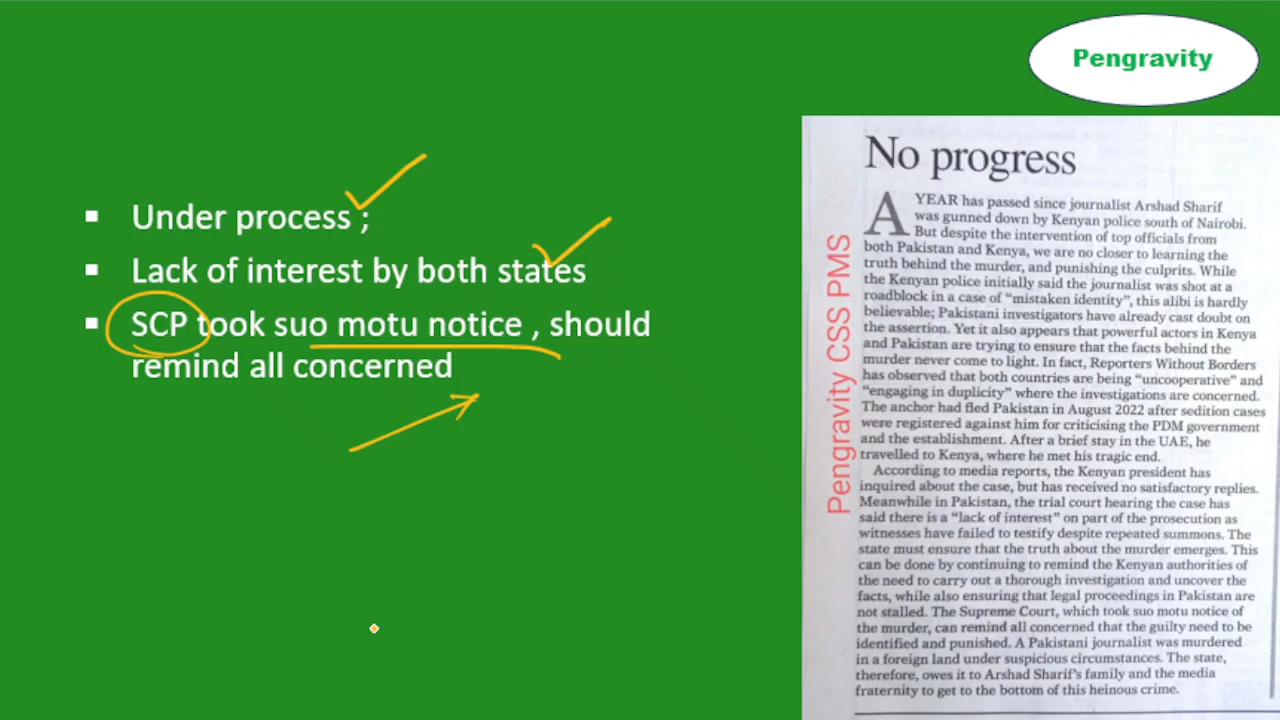 Pengravity
Under process ;
Lack of interest by both states
SCP took suo motu notice , should
remind all concerned
Pengravity CSS PMS
No progress
A YEAR has passed since journalist Arshad Sharif
was gunned down by Kenyan police south of Nairobi.
But despite the intervention of top officials from
both Pakistan and Kenya, we are no closer to learning the
truth behind the murder, and punishing the culprits. While
the Kenyan police initially said the journalist was shot at a
roadblock in a case of “mistaken identity”, this alibi is hardly
believable; Pakistani investigators have already cast doubt on
the assertion. Yet it also appears that powerful actors in Kenya
and Pakistan are trying to ensure that the facts behind the
murder never come to light. In fact, Reporters Without Borders
has observed that both countries are being “uncooperative” and
“engaging in duplicity” where the investigations are concerned.
The anchor had fled Pakistan in August 2022 after sedition cases
were registered against him for criticising the PDM government
and the establishment. After a brief stay in the UAE, he
travelled to Kenya, where he met his tragic end.
According to media reports, the Kenyan president has
inquired about the case, but has received no satisfactory replies.
Meanwhile in Pakistan, the trial court hearing the case has
said there is a “lack of interest” on part of the prosecution as
witnesses have failed to testify despite repeated summons. The
state must ensure that the truth about the murder emerges. This
can be done by continuing to remind the Kenyan authorities of
the need to carry out a thorough investigation and uncover the
facts, while also ensuring that legal proceedings in Pakistan are
not stalled. The Supreme Court, which took suo motu notice of
the murder, can remind all concerned that the guilty need to be
identified and punished. A Pakistani journalist was murdered
in a foreign land under suspicious circumstances. The state,
therefore, owes it to Arshad Sharif’s family and the media
fraternity to get to the bottom of this heinous crime.